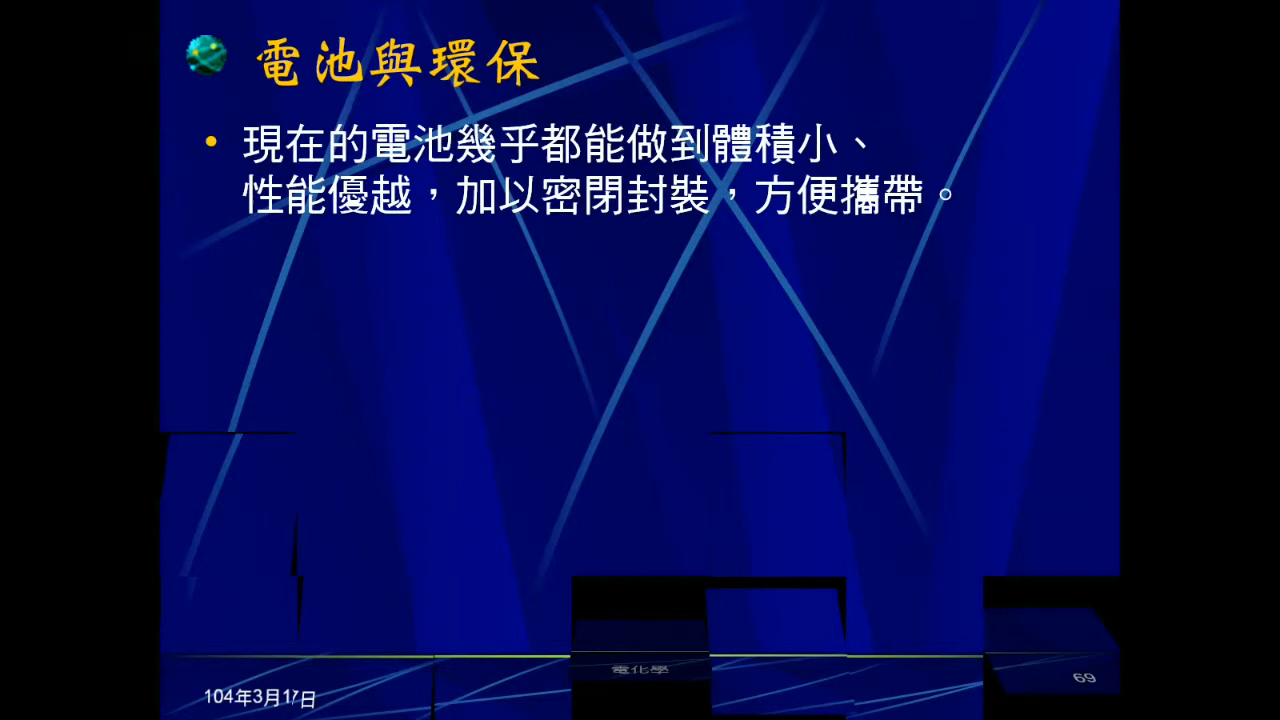 電池與環保
• 現在的電池幾乎都能做到體積小、
性能優越，加以密閉封裝，方便攜帶。
電化學
69
104年3月17日